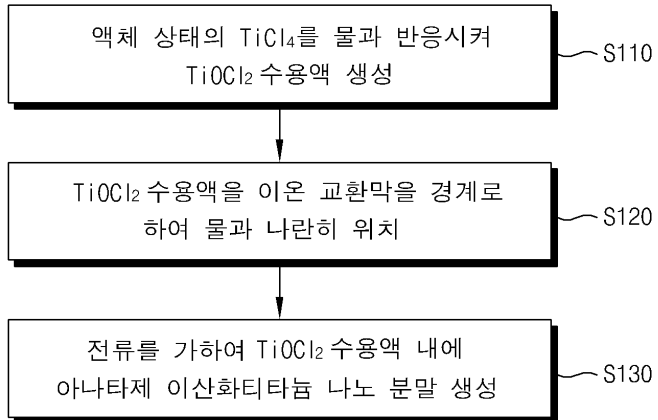 액체 상태의 TiCl₄를 물과 반응시켜
TiOCl₂ 수용액 생성
S110
TiOCl₂ 수용액을 이온 교환막을 경계로
하여 물과 나란히 위치
S120
전류를 가하여 TiOCl₂ 수용액 내에
아나타제 이산화티타늄 나노 분말 생성
S130